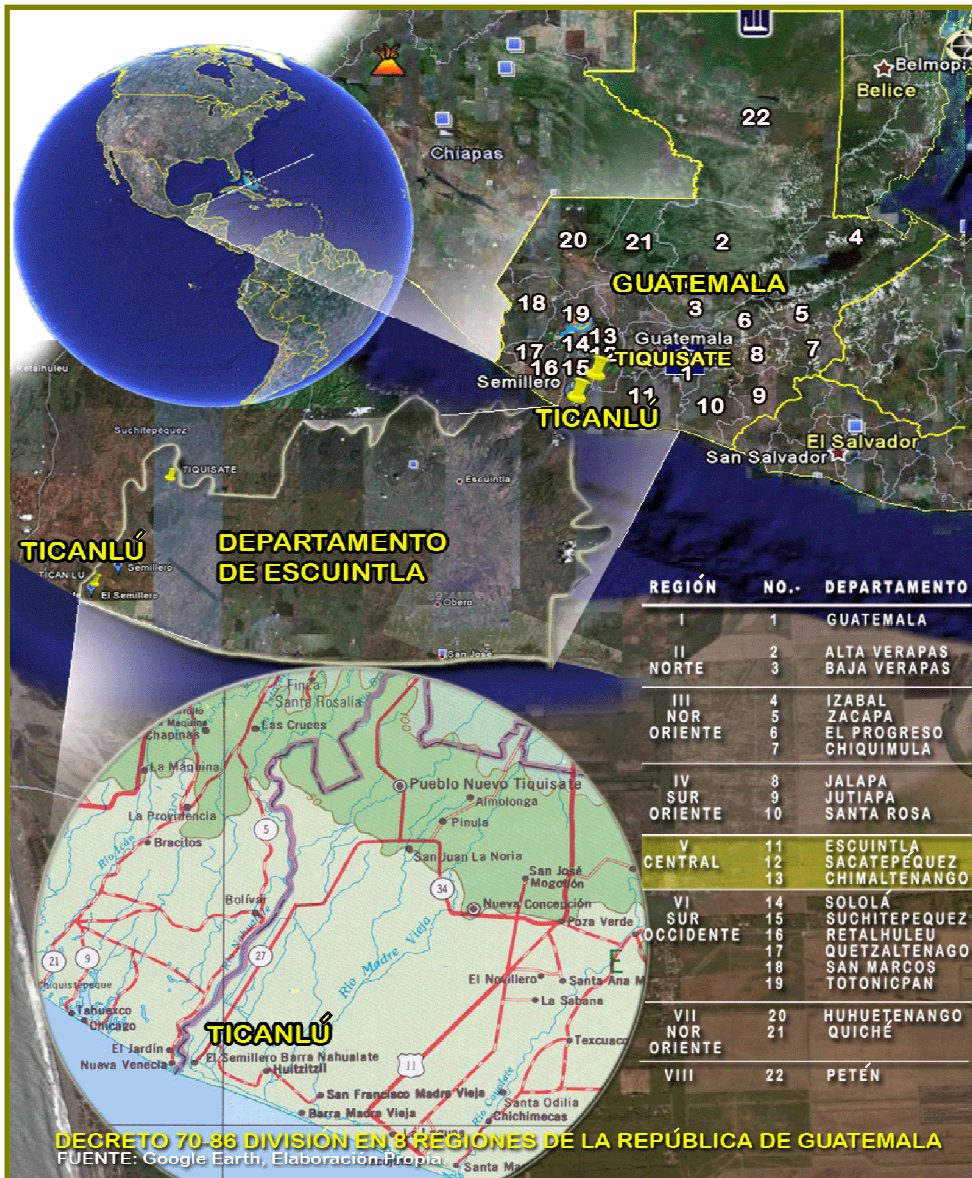 Belmop
Belice
22
Chiapas
20
21
2
4
GUATEMALA
18
19
3
6
5
13
Guatemala
14
17
8
7
TIQUISATE
16
15
1
Semillero
11
10
9
TICANLÚ
El Salvador
San Salvador
Retalhuleu
Suchitepéquez
TIQUISATE
Escuintla
TICANLÚ
DEPARTAMENTO
DE ESCUINTLA
TICANLU
Semillero
El Semillero
Obero
San José
REGIÓN NO.- DEPARTAMENTO
I 1 GUATEMALA
II 2 ALTA VERAPAS
NORTE 3 BAJA VERAPAS
III 4 IZABAL
NOR 5 ZACAPA
ORIENTE 6 EL PROGRESO
7 CHIQUIMULA
IV 8 JALAPA
SUR 9 JUTIAPA
ORIENTE 10 SANTA ROSA
V 11 ESCUINTLA
CENTRAL 12 SACATEPEQUEZ
13 CHIMALTENANGO
VI 14 SOLOLÁ
SUR 15 SUCHITEPEQUEZ
OCCIDENTE 16 RETALHULEU
17 QUETZALTENAGO
18 SAN MARCOS
19 TOTONICPAN
VII 20 HUHUETENANGO
NOR 21 QUICHÉ
ORIENTE
VIII 22 PETÉN
Finca
Santa Rosalia
Las Cruces
Chapinas
La Máquina
Pueblo Nuevo Tiquisate
Almolonga
La Providencia
Pinula
5
Río Icán
Bracitos
San Juan La Noria
San José
Mogollón
34
Bolívar
Nueva Concepción
Poza Verde
Río Madre Vieja
21
9
27
E
El Novillero
Santa Ana M
La Sabana
Tahuexco
Chicago
TICANLÚ
Texcuaco
El Jardín
Nueva Venecia
El Semillero Barra Nahualate
Huitzitzil
11
San Francisco Madre Vieja
Santa Odilia
Barra Madre Vieja
Chichimecas
Santa Ma
DECRETO 70-86 DIVISIÓN EN 8 REGIONES DE LA REPÚBLICA DE GUATEMALA
FUENTE: Google Earth, Elaboración Propia.